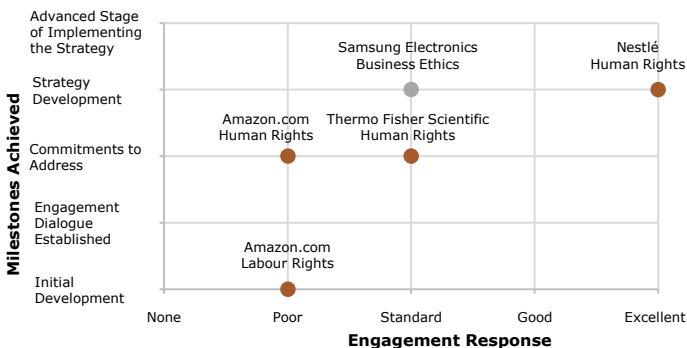 Advanced Stage
of Implementing
the Strategy
Samsung Electronics
Business Ethics
Nestlé
Human Rights
Strategy
Development
Amazon.com
Human Rights
Thermo Fisher Scientific
Human Rights
Commitments to
Address
Engagement
Dialogue
Established
Amazon.com
Labour Rights
Initial
Development
Milestones Achieved
None
Poor
Standard
Good
Excellent
Engagement Response